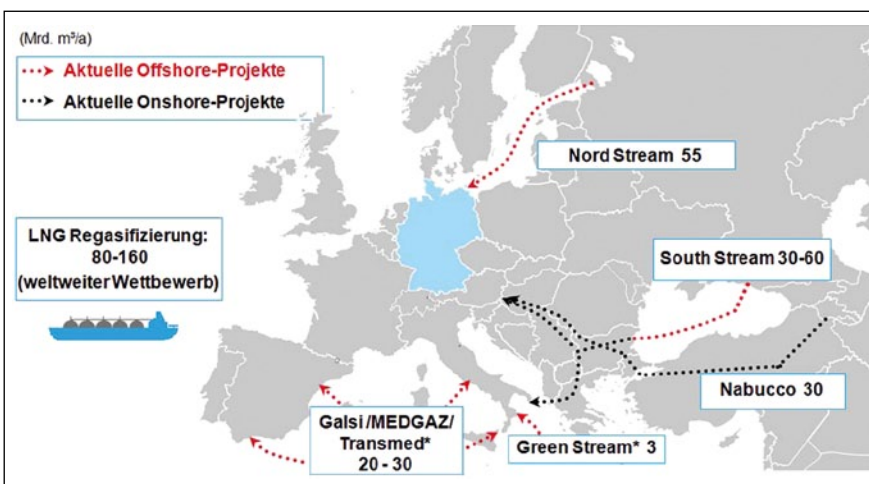 (Mrd. m³/a)
Aktuelle Offshore-Projekte
Aktuelle Onshore-Projekte
Nord Stream 55
LNG Regasifizierung:
80-160
(weltweiter Wettbewerb)
South Stream 30-60
Nabucco 30
Galsi/MEDGAZ/
Transmed*
20 - 30
Green Stream* 3